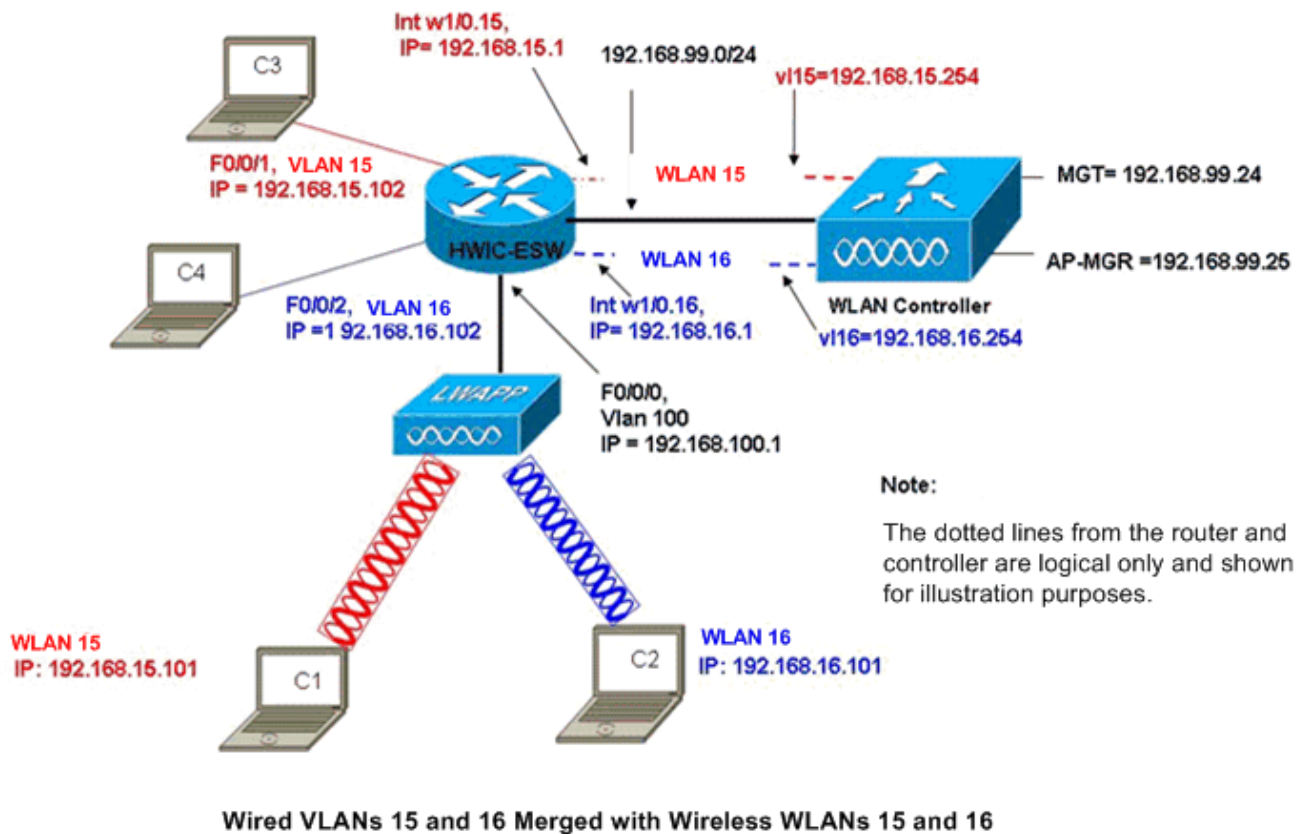 Int w1/0.15,
IP= 192.168.15.1
192.168.99.0/24
vl15=192.168.15.254
C3
F0/0/1, VLAN 15
IP = 192.168.15.102
WLAN 15
MGT= 192.168.99.24
HWIC-ESW
C4
WLAN 16
AP-MGR =192.168.99.25
F0/0/2, VLAN 16
IP =1 92.168.16.102
Int w1/0.16,
IP= 192.168.16.1
WLAN Controller
vl16=192.168.16.254
LWAPP
F0/0/0,
Vlan 100
IP = 192.168.100.1
Note:
The dotted lines from the router and
controller are logical only and shown
for illustration purposes.
WLAN 15
IP: 192.168.15.101
C1
C2
WLAN 16
IP: 192.168.16.101
Wired VLANs 15 and 16 Merged with Wireless WLANs 15 and 16